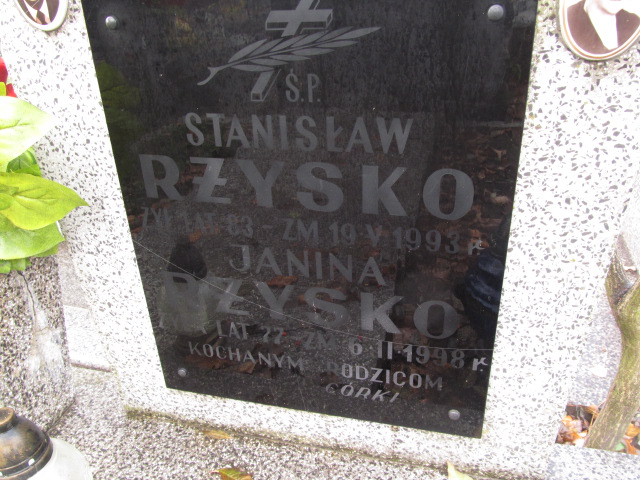 Ś.P.
STANISŁAW
RZYSKO
ŻYŁ LAT 83 - ZM 19 V 1993 r.
JANINA
RZYSKO
LAT 77 - ZM 6 II 1998 r.
KOCHANYM RODZICOM
CÓRKI